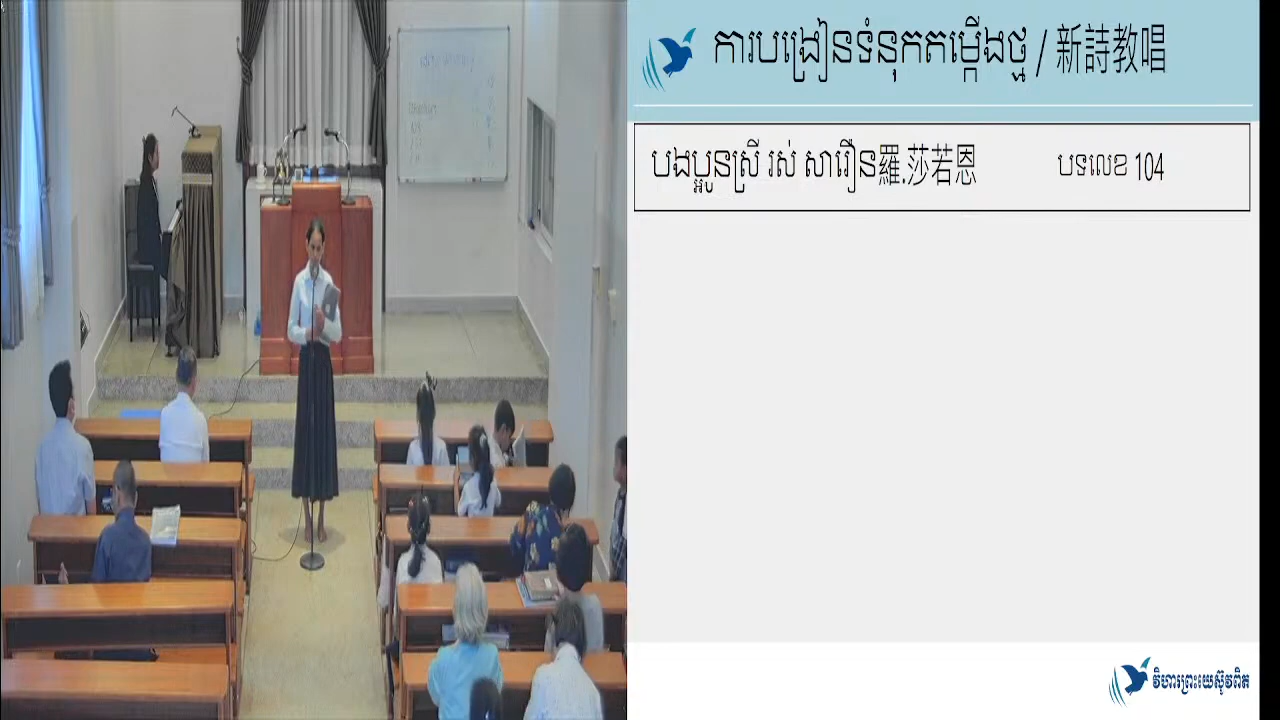 ការបង្រៀនទំនុកតម្កើងថ្មី / 新詩教唱
បងប្អូនស្រី រស់ សារឿន羅.莎若恩 បទលេខ 104
វិហារព្រះយេស៊ូវពិត